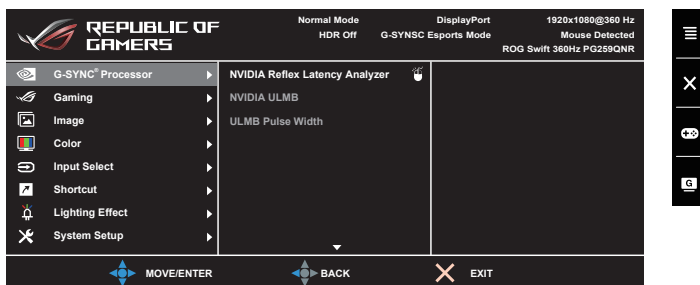 REPUBLIC OF
GAMERS
Normal Mode DisplayPort 1920x1080@360 Hz
HDR Off G-SYNSC Esports Mode Mouse Detected
ROG Swift 360Hz PG259QNR
G-SYNC® Processor
Gaming
Image
Color
Input Select
Shortcut
Lighting Effect
System Setup
NVIDIA Reflex Latency Analyzer
NVIDIA ULMB
ULMB Pulse Width
MOVE/ENTER BACK EXIT
G